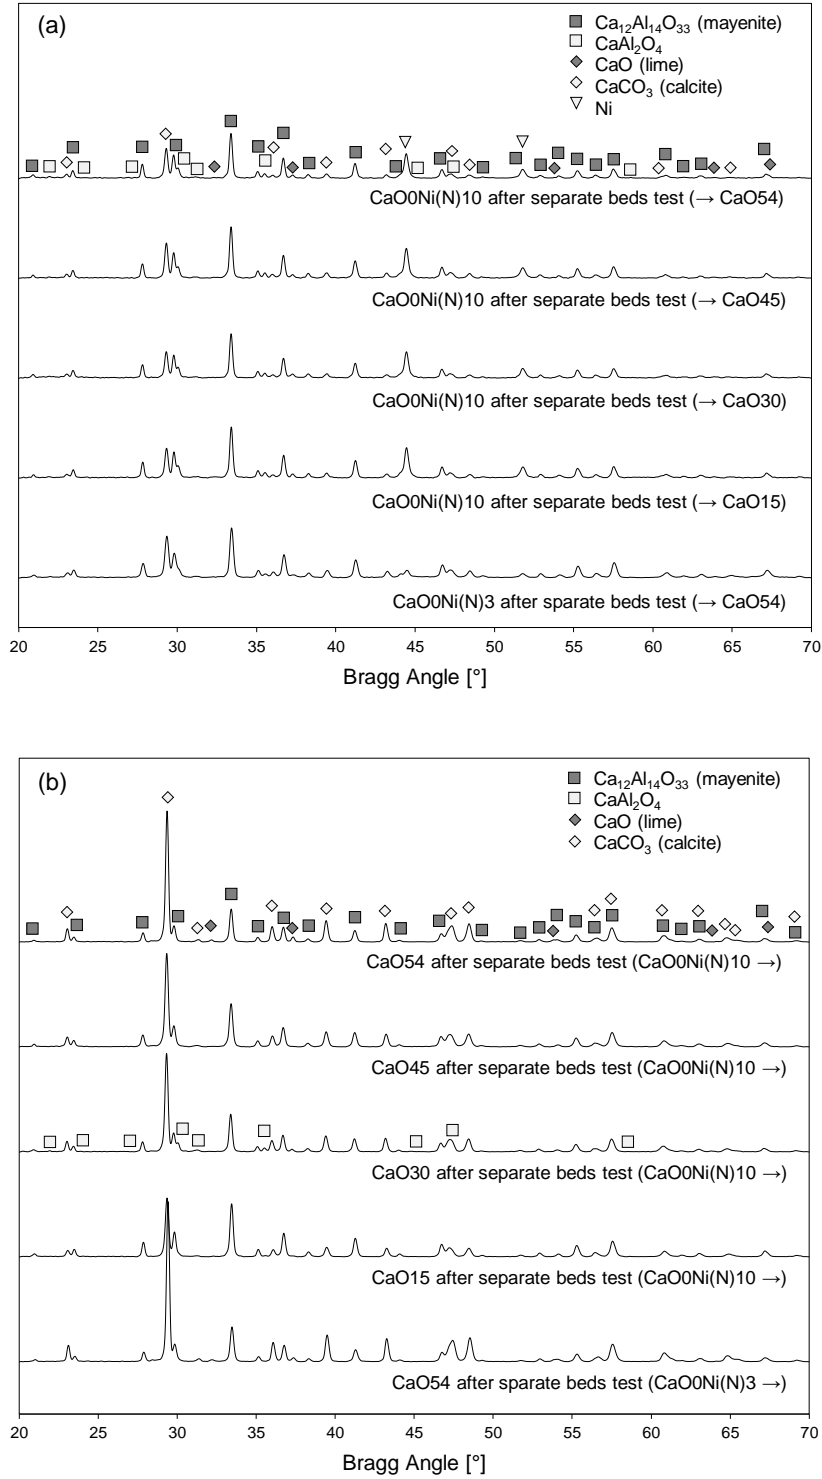 (a)
Ca₁₂Al₁₄O₃₃ (mayenite)
CaAl₂O₄
CaO (lime)
CaCO₃ (calcite)
Ni
CaO0Ni(N)10 after separate beds test (→ CaO54)
CaO0Ni(N)10 after separate beds test (→ CaO45)
CaO0Ni(N)10 after separate beds test (→ CaO30)
CaO0Ni(N)10 after separate beds test (→ CaO15)
CaO0Ni(N)3 after sparate beds test (→ CaO54)
20 25 30 35 40 45 50 55 60 65 70
Bragg Angle [°]
(b)
Ca₁₂Al₁₄O₃₃ (mayenite)
CaAl₂O₄
CaO (lime)
CaCO₃ (calcite)
CaO54 after separate beds test (CaO0Ni(N)10 →)
CaO45 after separate beds test (CaO0Ni(N)10 →)
CaO30 after separate beds test (CaO0Ni(N)10 →)
CaO15 after separate beds test (CaO0Ni(N)10 →)
CaO54 after sparate beds test (CaO0Ni(N)3 →)
20 25 30 35 40 45 50 55 60 65 70
Bragg Angle [°]